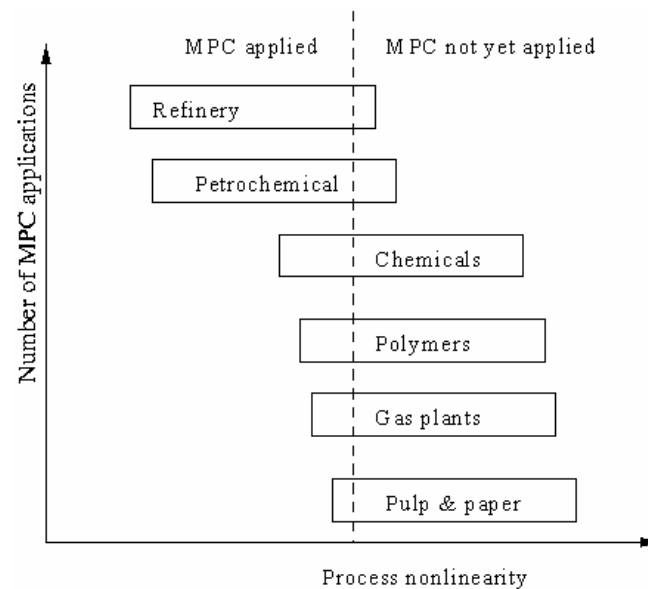 MPC applied
MPC not yet applied
Refinery
Petrochemical
Chemicals
Polymers
Gas plants
Pulp & paper
Number of MPC applications
Process nonlinearity